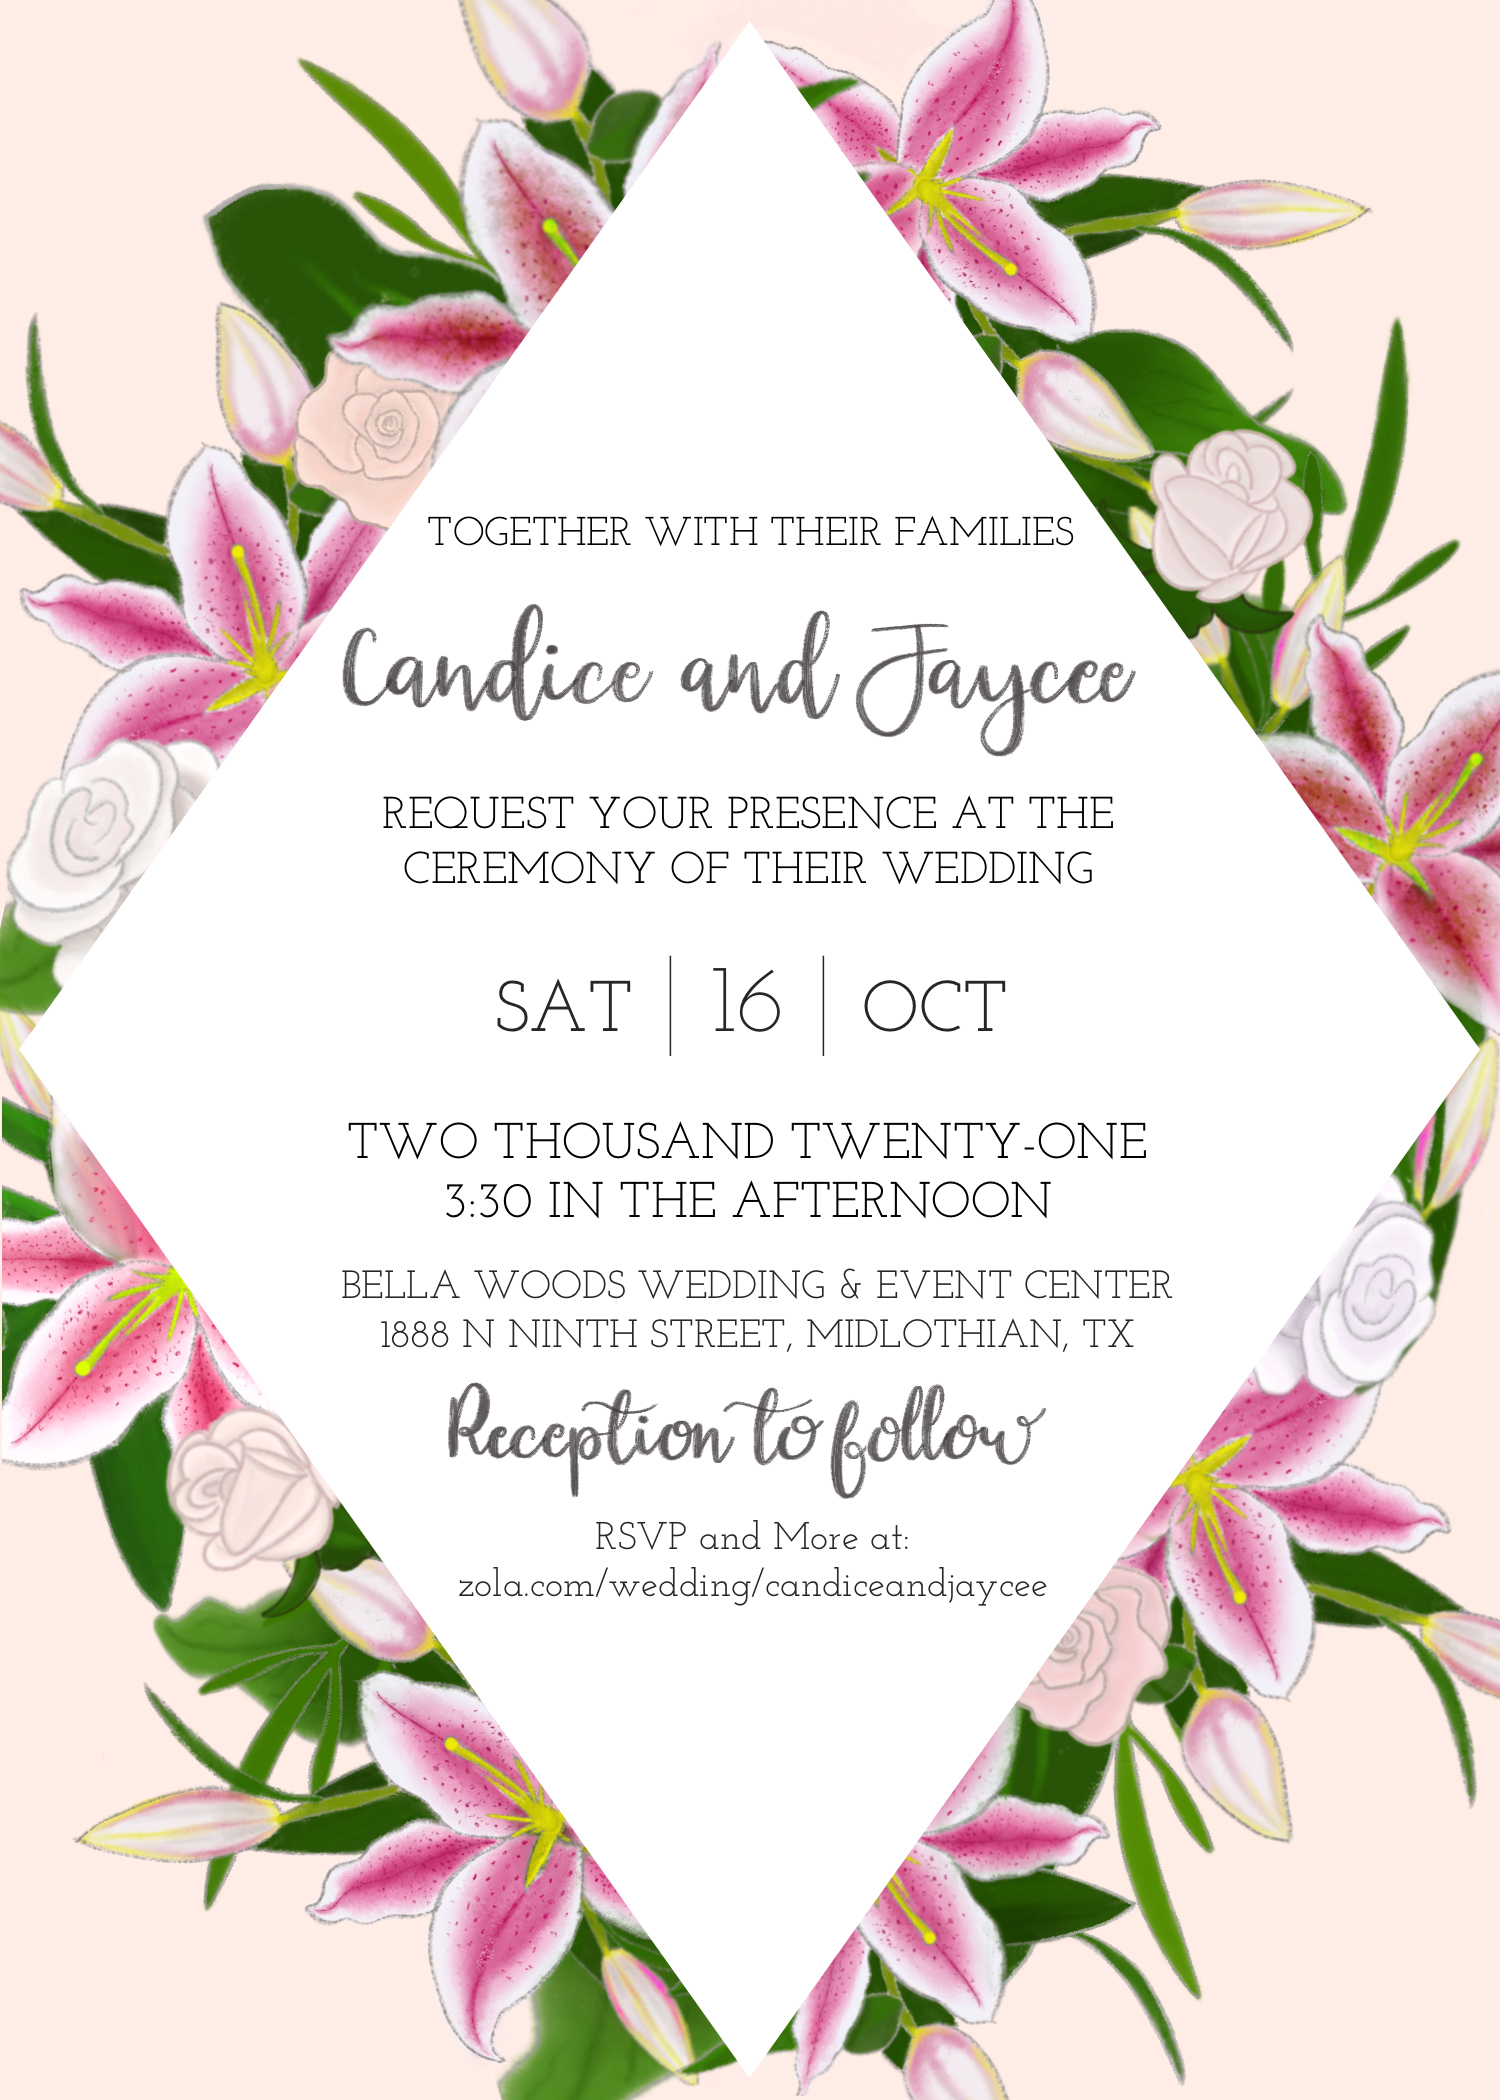 TOGETHER WITH THEIR FAMILIES
Candice and Jaycee
REQUEST YOUR PRESENCE AT THE
CEREMONY OF THEIR WEDDING
SAT | 16 | OCT
TWO THOUSAND TWENTY-ONE
3:30 IN THE AFTERNOON
BELLA WOODS WEDDING & EVENT CENTER
1888 N NINTH STREET, MIDLOTHIAN, TX
Reception to follow
RSVP and More at:
zola.com/wedding/candiceandjaycee